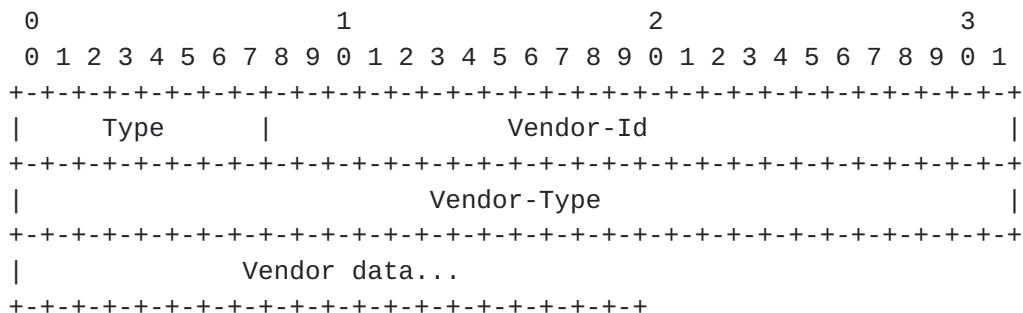 0                   1                   2                   3
 0 1 2 3 4 5 6 7 8 9 0 1 2 3 4 5 6 7 8 9 0 1 2 3 4 5 6 7 8 9 0 1
+-+-+-+-+-+-+-+-+-+-+-+-+-+-+-+-+-+-+-+-+-+-+-+-+-+-+-+-+-+-+-+-+
|     Type      |               Vendor-Id                       |
+-+-+-+-+-+-+-+-+-+-+-+-+-+-+-+-+-+-+-+-+-+-+-+-+-+-+-+-+-+-+-+-+
|                          Vendor-Type                          |
+-+-+-+-+-+-+-+-+-+-+-+-+-+-+-+-+-+-+-+-+-+-+-+-+-+-+-+-+-+-+-+-+
|              Vendor data...
+-+-+-+-+-+-+-+-+-+-+-+-+-+-+-+-+-+-+-+-+